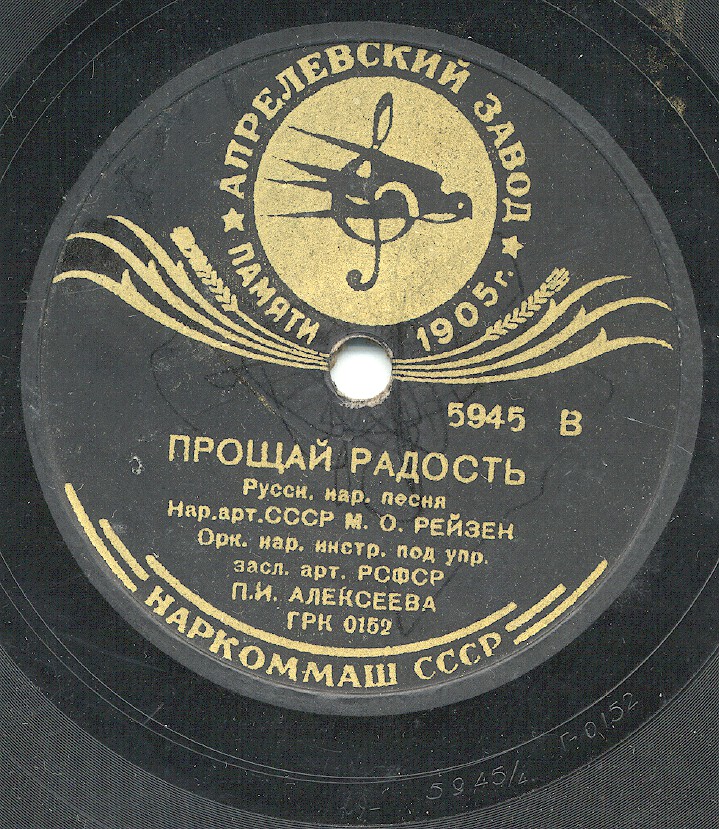 ★ АПРЕЛЕВСКИЙ ЗАВОД ★
ПАМЯТИ 1905 г.
5945 В
ПРОЩАЙ РАДОСТЬ
Русск. нар. песня
Нар.арт.СССР М. О. РЕЙЗЕН
Орк. нар. инстр. под упр.
засл. арт. РСФСР
П.И. АЛЕКСЕЕВА
ГРК 0152
НАРКОММАШ СССР
5945/4 Г-0152